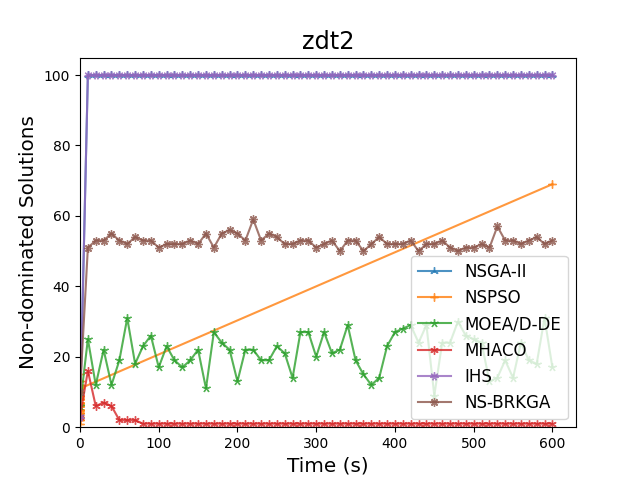 zdt2
Non-dominated Solutions
100
80
60
40
20
0
0 100 200 300 400 500 600
Time (s)
NSGA-II
NSPSO
MOEA/D-DE
MHACO
IHS
NS-BRKGA